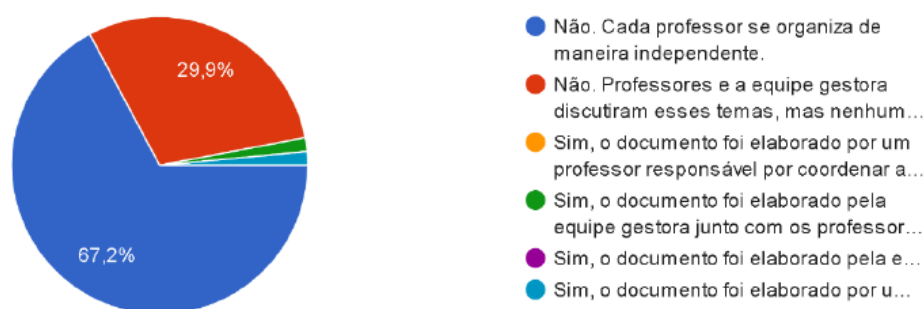 29,9%
67,2%
Não. Cada professor se organiza de
maneira independente.
Não. Professores e a equipe gestora
discutiram esses temas, mas nenhum...
Sim, o documento foi elaborado por um
professor responsável por coordenar a...
Sim, o documento foi elaborado pela
equipe gestora junto com os professor...
Sim, o documento foi elaborado pela e...
Sim, o documento foi elaborado por u...